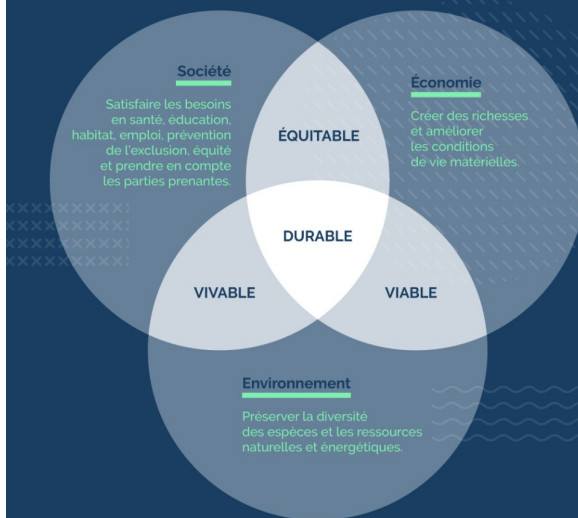 Société
Satisfaire les besoins
en santé, éducation,
habitat, emploi, prévention
de l'exclusion, équité
et prendre en compte
les parties prenantes.
Économie
Créer des richesses
et améliorer
les conditions
de vie matérielles.
ÉQUITABLE
DURABLE
VIVABLE
VIABLE
Environnement
Préserver la diversité
des espèces et les ressources
naturelles et énergétiques.